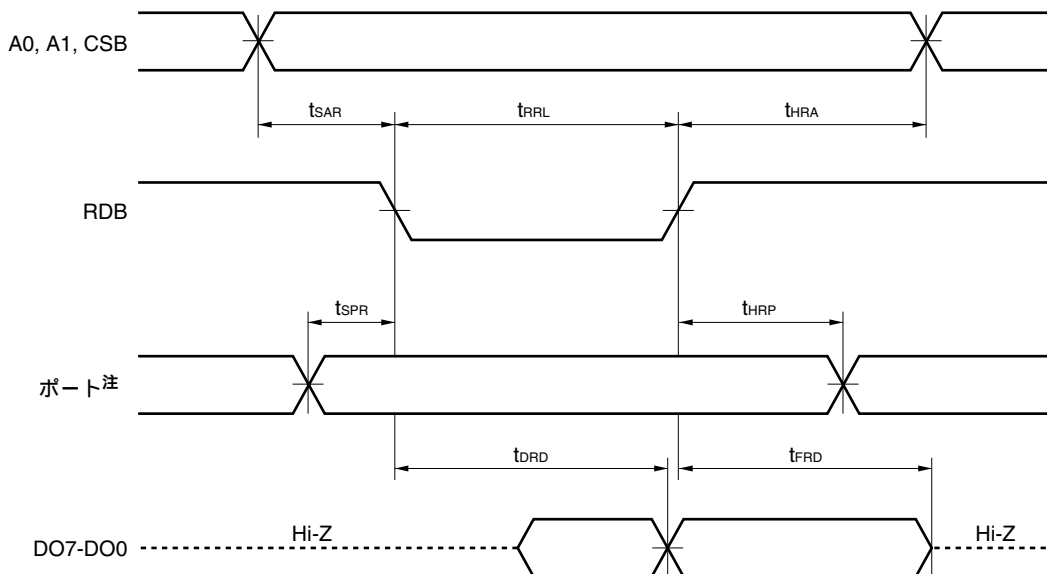 A0, A1, CSB
tSAR
tRRL
tHRA
RDB
tSPR
tHRP
ポート注
tDRD
tFRD
DO7-DO0
Hi-Z
Hi-Z